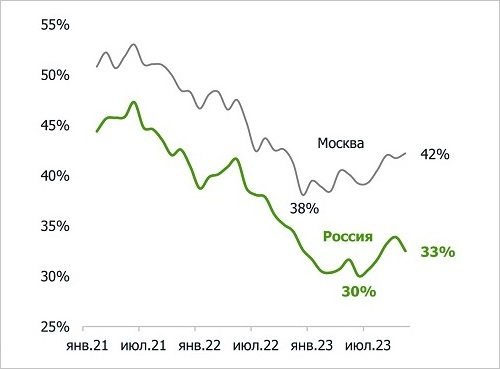 55%
50%
45%
40%
35%
30%
25%
Москва
42%
38%
Россия
33%
30%
янв.21
июл.21
янв.22
июл.22
янв.23
июл.23